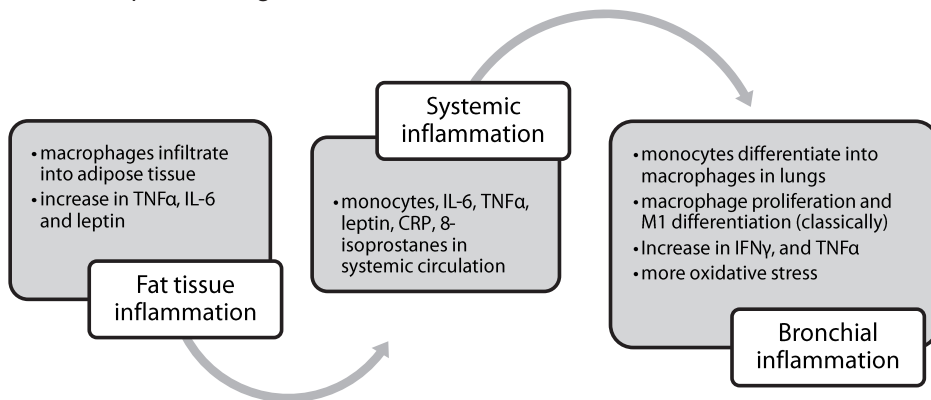 • macrophages infiltrate
into adipose tissue
• increase in TNFα, IL-6
and leptin
Fat tissue
inflammation
Systemic
inflammation
• monocytes, IL-6, TNFα,
leptin, CRP, 8-
isoprostanes in
systemic circulation
• monocytes differentiate into
macrophages in lungs
• macrophage proliferation and
M1 differentiation (classically)
• Increase in IFNγ, and TNFα
• more oxidative stress
Bronchial
inflammation